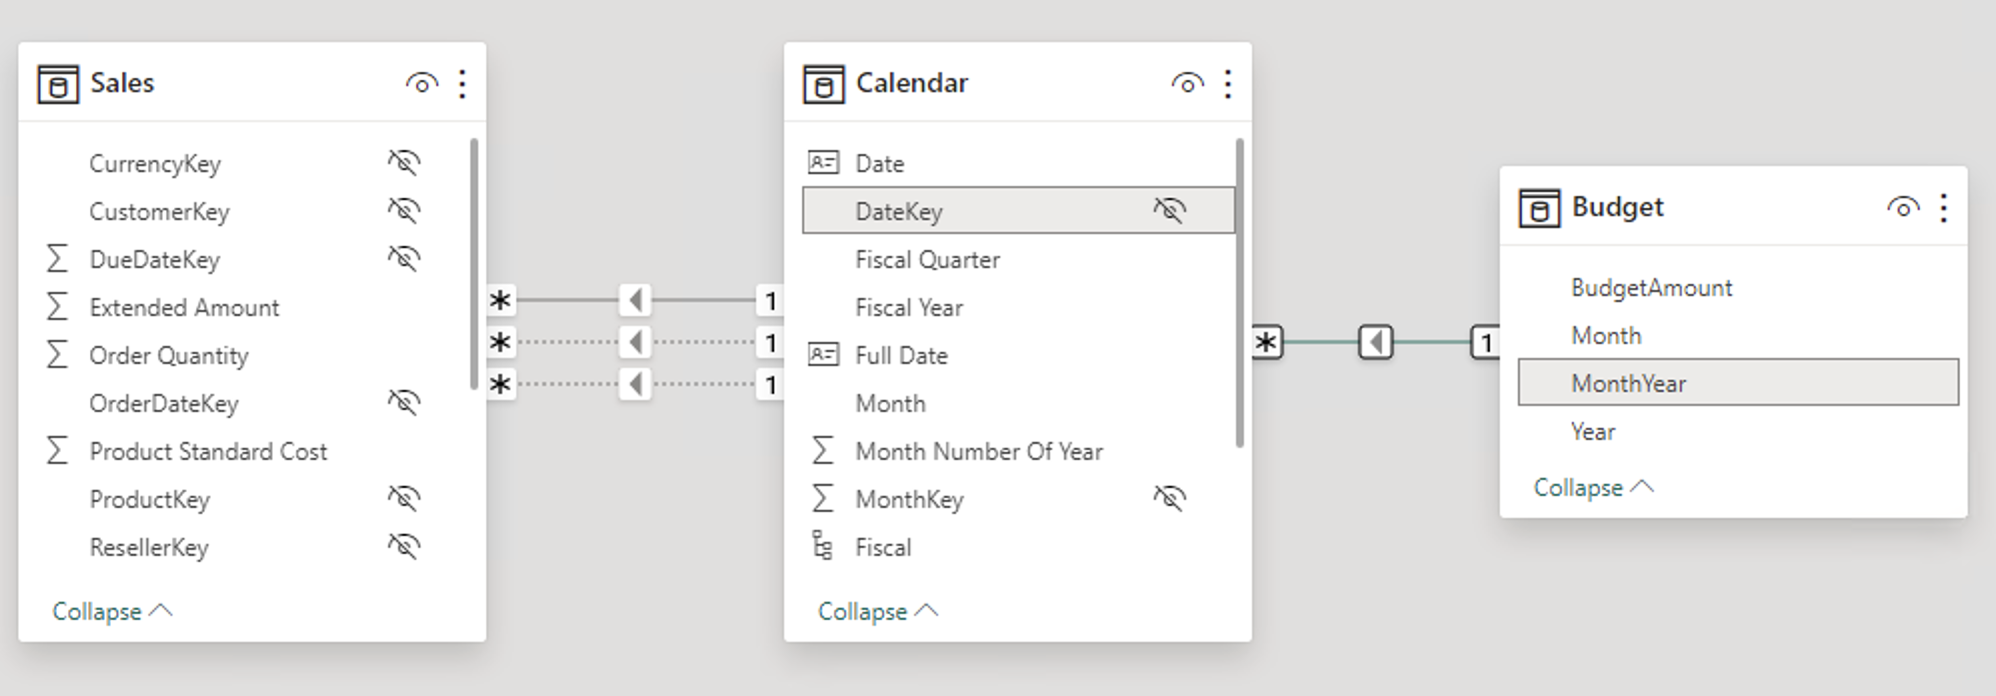 Sales
CurrencyKey
CustomerKey
DueDateKey
Extended Amount
Order Quantity
OrderDateKey
Product Standard Cost
ProductKey
ResellerKey
Collapse
* 1
* 1
* 1
Calendar
Date
DateKey
Fiscal Quarter
Fiscal Year
Full Date
Month
Month Number Of Year
MonthKey
Fiscal
Collapse
* 1
Budget
BudgetAmount
Month
MonthYear
Year
Collapse